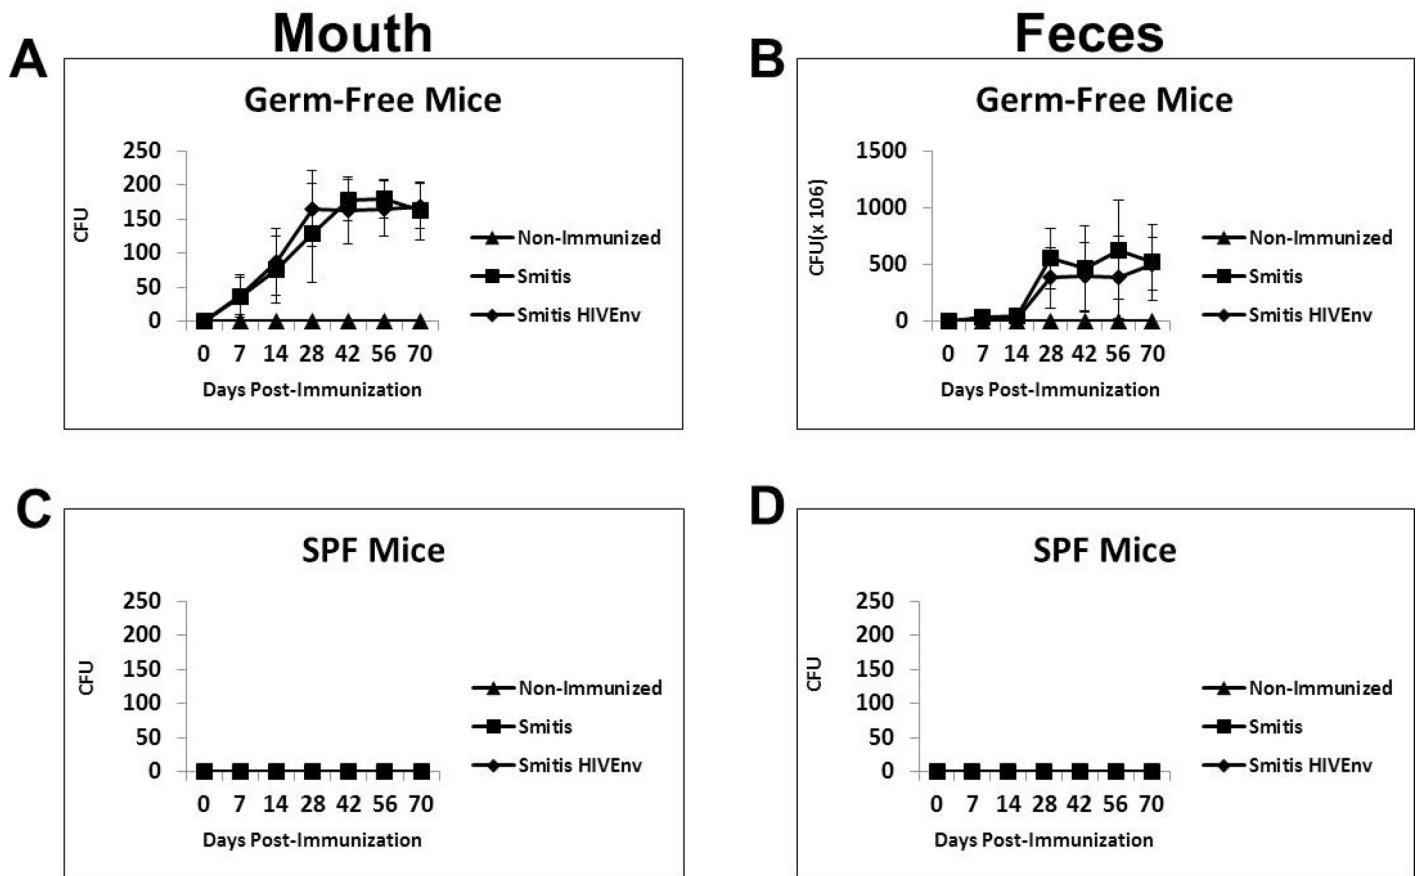 Mouth
Feces
A
Germ-Free Mice
250
200
150
100
50
0
CFU
0 7 14 28 42 56 70
Days Post-Immunization
Non-Immunized
Smitis
Smitis HIVEnv
B
Germ-Free Mice
1500
1000
500
0
CFU(x 106)
0 7 14 28 42 56 70
Days Post-Immunization
Non-Immunized
Smitis
Smitis HIVEnv
C
SPF Mice
250
200
150
100
50
0
CFU
0 7 14 28 42 56 70
Days Post-Immunization
Non-Immunized
Smitis
Smitis HIVEnv
D
SPF Mice
250
200
150
100
50
0
CFU
0 7 14 28 42 56 70
Days Post-Immunization
Non-Immunized
Smitis
Smitis HIVEnv